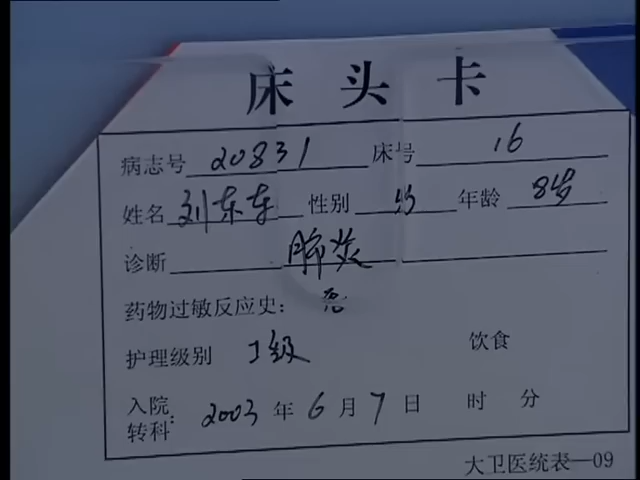 床头卡
病志号 20831 床号 16
姓名 刘东东 性别 男 年龄 8岁
诊断 肺炎
药物过敏反应史： 否
护理级别 I级 饮食
入院
转科： 2003 年 6 月 7 日 时 分
大卫医统表—09